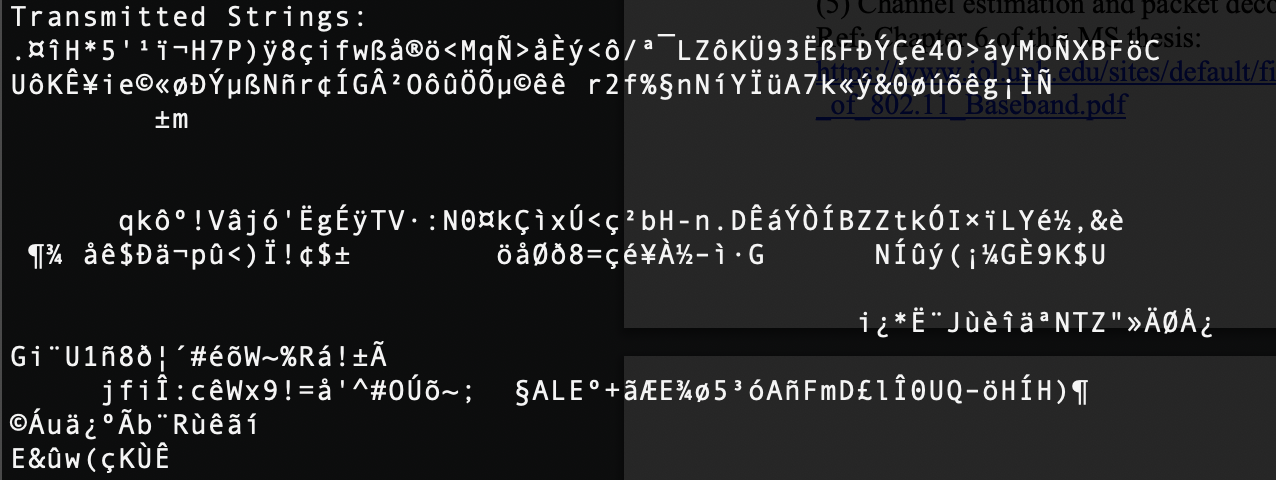 Transmitted Strings:
.¤îH*5'¹ï¬H7P)ÿ8çifwßå®ö<MqÑ>åÈý<ô/ª¯LZôKÜ93ËßFÐÝÇé4O>áyMoÑXBFöC
UôKÊ¥ie©«øÐÝµßNñr¢ÍGÂ²OôûÖÕµ©êê r2f%§nNíYÏüA7k«ý&0øúõêg¡ÌÑ
±m
qkôº!Vâjó'ËgÉÿTV·:N0¤kÇìxÚ<ç²bH-n.DÊáÝÒÍBZZtkÓI×ïLYé½,&è
¶¾ åê$Ðä¬pû<)Ï!¢$± öåØð8=çé¥À½-ì·G NÍûý(¡¼GÈ9K$U
i¿*Ë¨JùèîäªNTZ"»ÄØÅ¿
Gi¨U1ñ8ð¦´#éõW~%Rá!±Ã
jfiÎ:cêWx9!=å'^#OÚõ~; §ALEº+ãÆE¾ø5³óAñFmD£lÎ0UQ-öHÍH)¶
©Áuä¿ºÃb¨Rùêãí
E&ûw(çKÙÊ
(5) Channel estimation and packet deco
Ref: Chapter 6 of this MS thesis:
https://www.iol.unh.edu/sites/default/fi
_of_802.11_Baseband.pdf